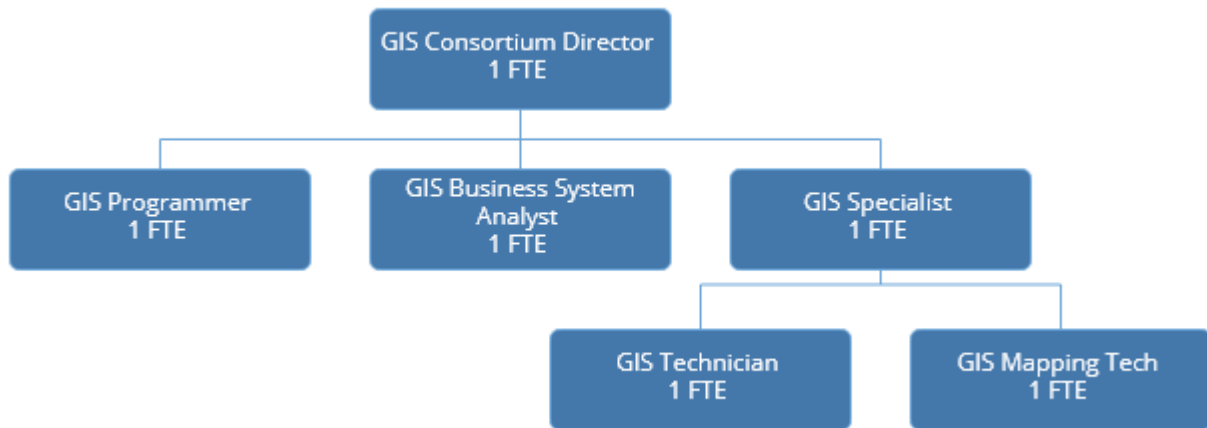 GIS Consortium Director
1 FTE
GIS Programmer
1 FTE
GIS Business System
Analyst
1 FTE
GIS Specialist
1 FTE
GIS Technician
1 FTE
GIS Mapping Tech
1 FTE